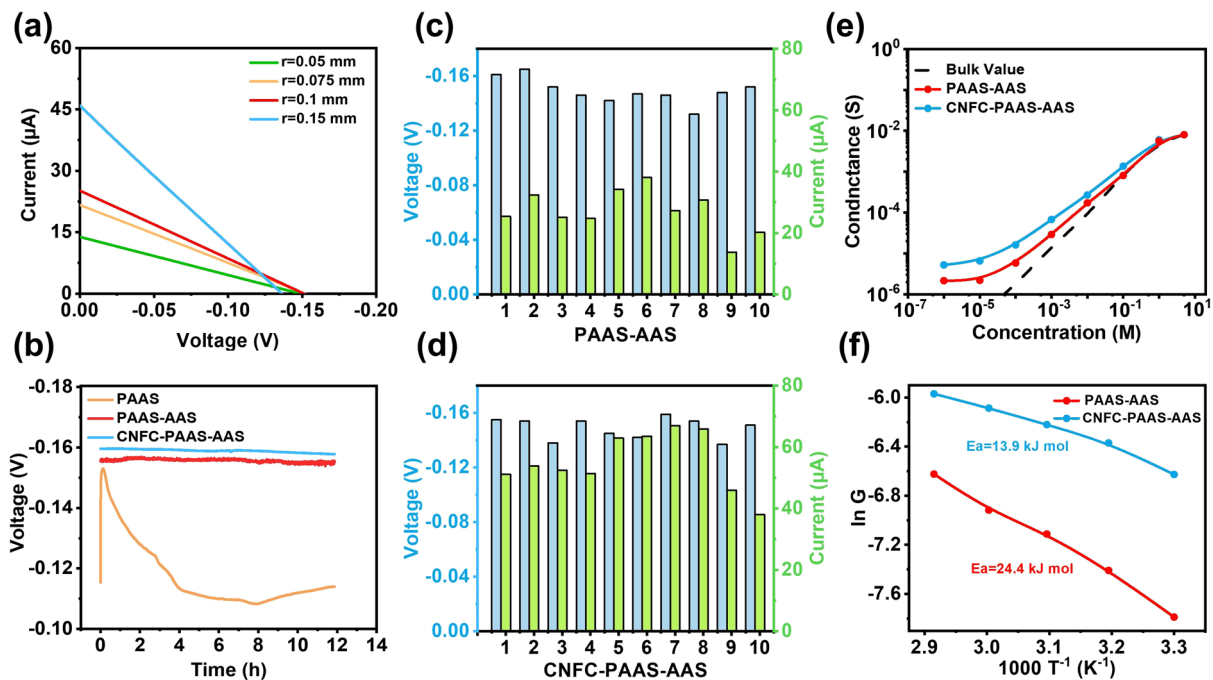 (a)
60
45
30
15
0
Current (µA)
r=0.05 mm
r=0.075 mm
r=0.1 mm
r=0.15 mm
0.00 -0.05 -0.10 -0.15 -0.20
Voltage (V)
(b)
-0.18
-0.16
-0.14
-0.12
-0.10
Voltage (V)
PAAS
PAAS-AAS
CNFC-PAAS-AAS
0 2 4 6 8 10 12 14
Time (h)
(c)
-0.16
-0.12
-0.08
-0.04
0.00
Voltage (V)
80
60
40
20
0
Current (µA)
1 2 3 4 5 6 7 8 9 10
PAAS-AAS
(d)
-0.16
-0.12
-0.08
-0.04
0.00
Voltage (V)
80
60
40
20
0
Current (µA)
1 2 3 4 5 6 7 8 9 10
CNFC-PAAS-AAS
(e)
10⁰
10⁻²
10⁻⁴
10⁻⁶
Condnctance (S)
Bulk Value
PAAS-AAS
CNFC-PAAS-AAS
10⁻⁷ 10⁻⁵ 10⁻³ 10⁻¹ 10¹
Concentration (M)
(f)
-6.0
-6.4
-6.8
-7.2
-7.6
ln G
PAAS-AAS
CNFC-PAAS-AAS
Ea=13.9 kJ mol
Ea=24.4 kJ mol
2.9 3.0 3.1 3.2 3.3
1000 T⁻¹ (K⁻¹)